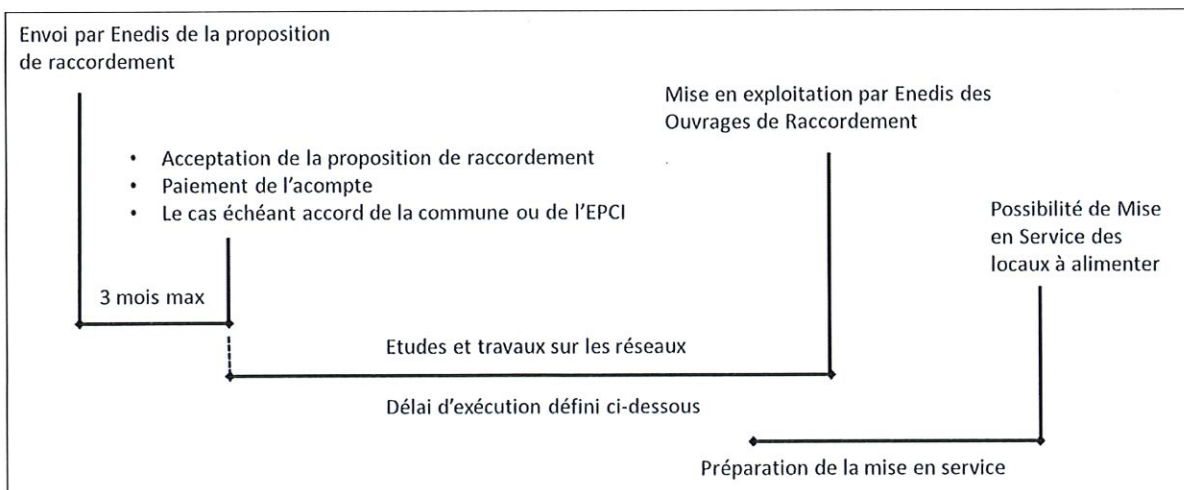 Envoi par Enedis de la proposition
de raccordement
Mise en exploitation par Enedis des
Ouvrages de Raccordement
• Acceptation de la proposition de raccordement
• Paiement de l'acompte
• Le cas échéant accord de la commune ou de l'EPCI
Possibilité de Mise
en Service des
locaux à alimenter
3 mois max
Etudes et travaux sur les réseaux
Délai d'exécution défini ci-dessous
Préparation de la mise en service